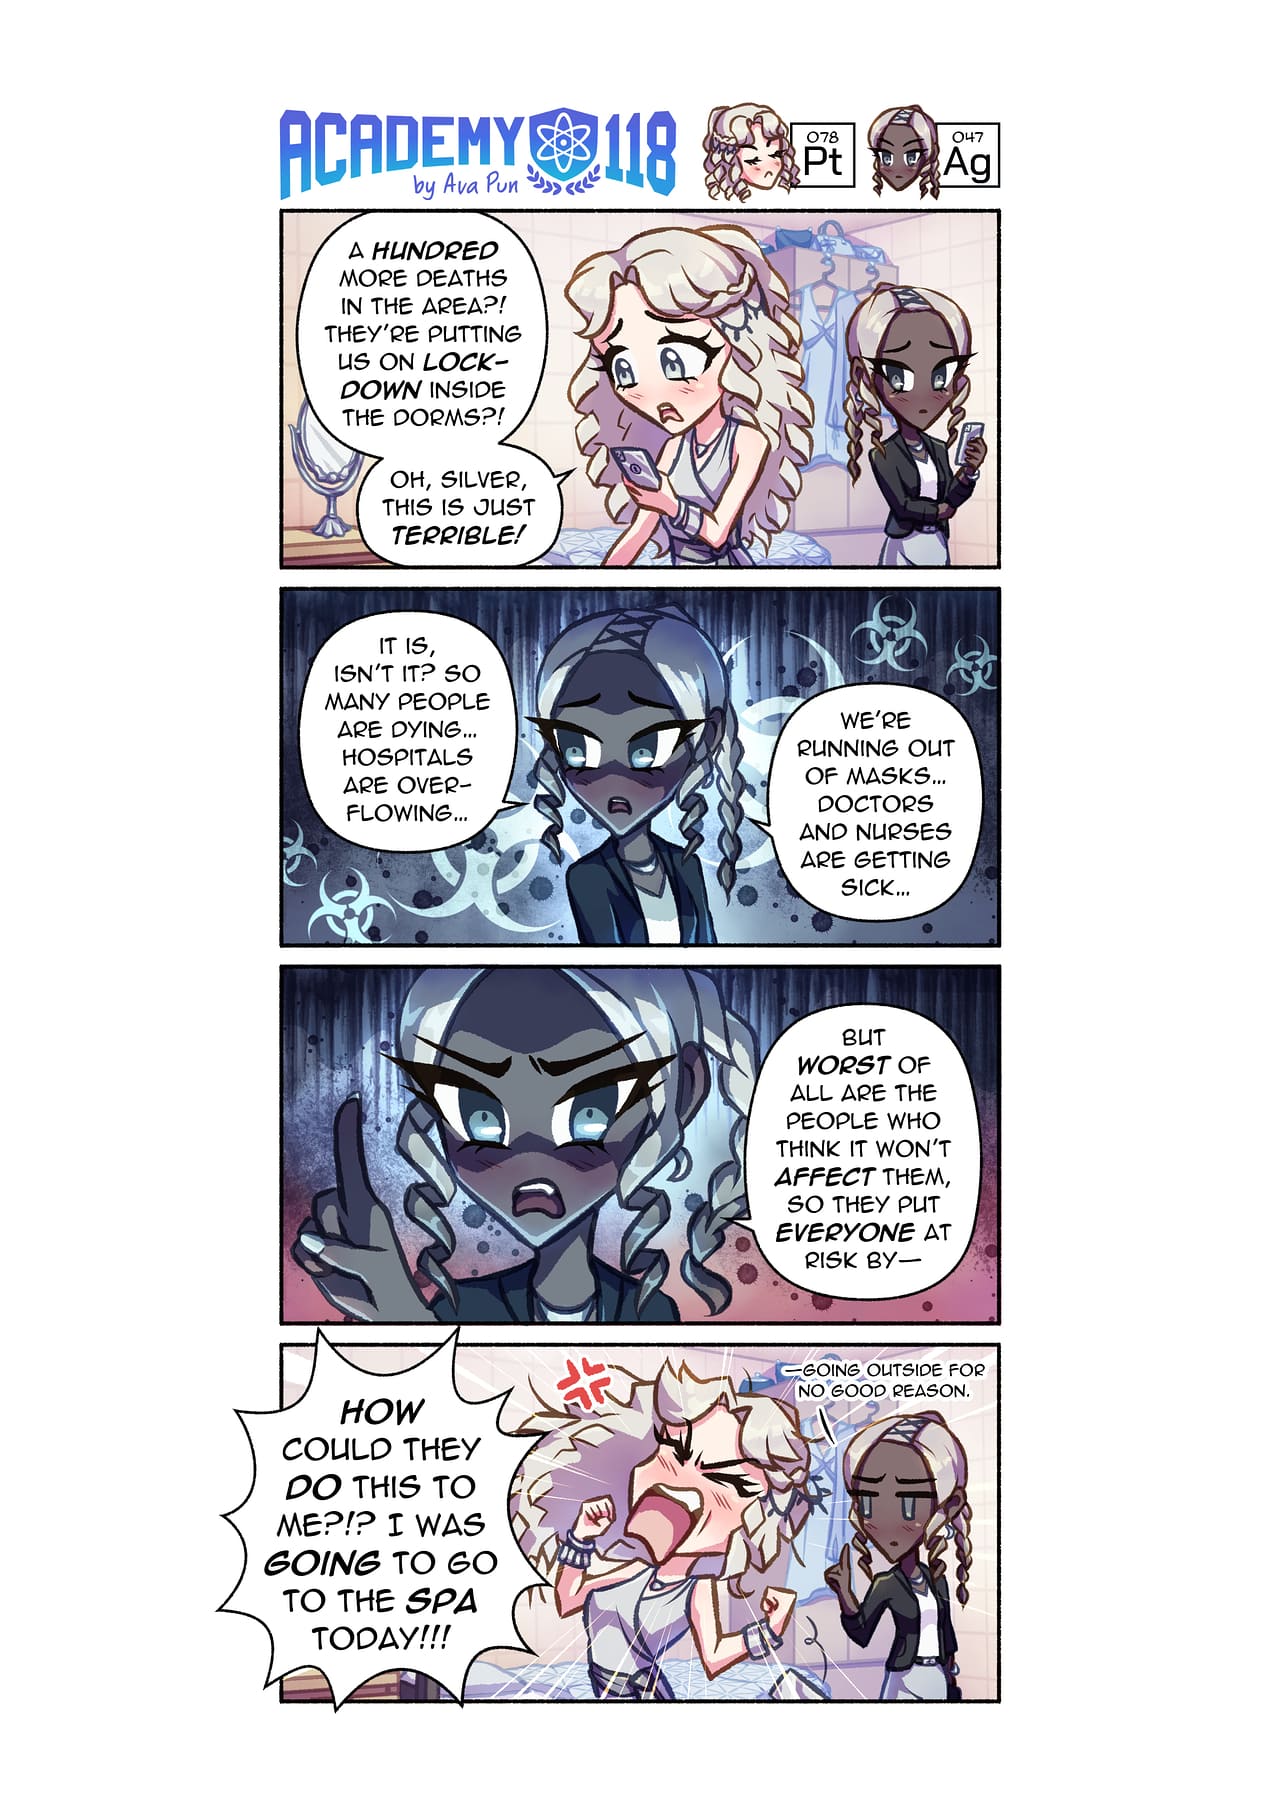 ACADEMY 118
by Ava Pun
078
Pt
047
Ag
A HUNDRED
MORE DEATHS
IN THE AREA?!
THEY'RE PUTTING
US ON LOCK-
DOWN INSIDE
THE DORMS?!
OH, SILVER,
THIS IS JUST
TERRIBLE!
IT IS,
ISN'T IT? SO
MANY PEOPLE
ARE DYING...
HOSPITALS
ARE OVER-
FLOWING...
WE'RE
RUNNING OUT
OF MASKS...
DOCTORS
AND NURSES
ARE GETTING
SICK...
BUT
WORST OF
ALL ARE THE
PEOPLE WHO
THINK IT WON'T
AFFECT THEM,
SO THEY PUT
EVERYONE AT
RISK BY—
HOW
COULD THEY
DO THIS TO
ME?!? I WAS
GOING TO GO
TO THE SPA
TODAY!!!
—GOING OUTSIDE FOR
NO GOOD REASON.